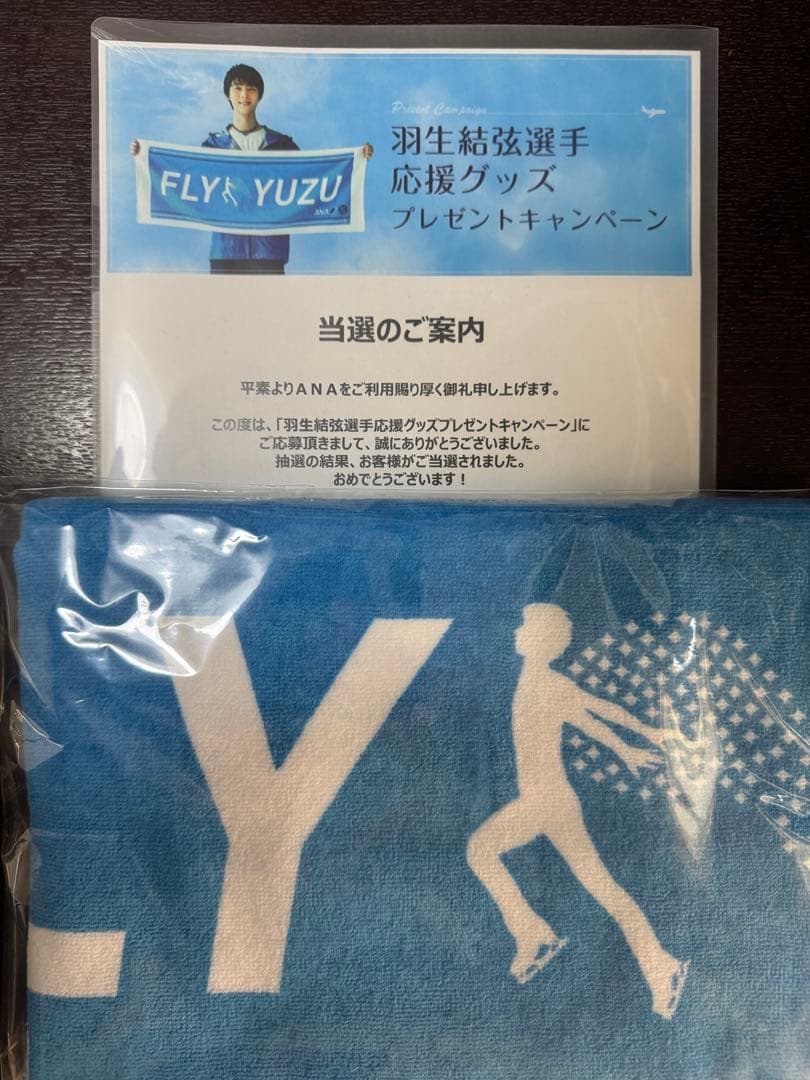 FLY YUZU
ANA
Present Campaign
羽生結弦選手
応援グッズ
プレゼントキャンペーン
当選のご案内
平素よりANAをご利用賜り厚く御礼申し上げます。
この度は、「羽生結弦選手応援グッズプレゼントキャンペーン」に
ご応募頂きまして、誠にありがとうございました。
抽選の結果、お客様がご当選されました。
おめでとうございます！
LY